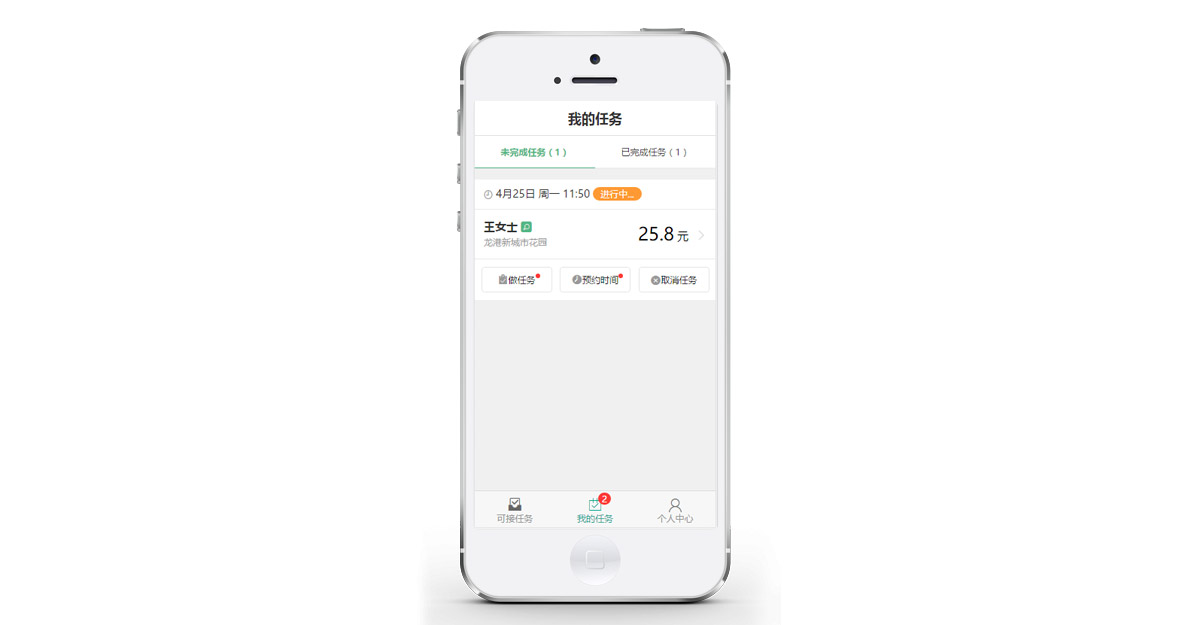 我的任务
未完成任务（1） 已完成任务（1）
4月25日 周一 11:50 进行中...
王女士
龙港新城市花园
25.8 元
做任务 预约时间 取消任务
2
可接任务 我的任务 个人中心